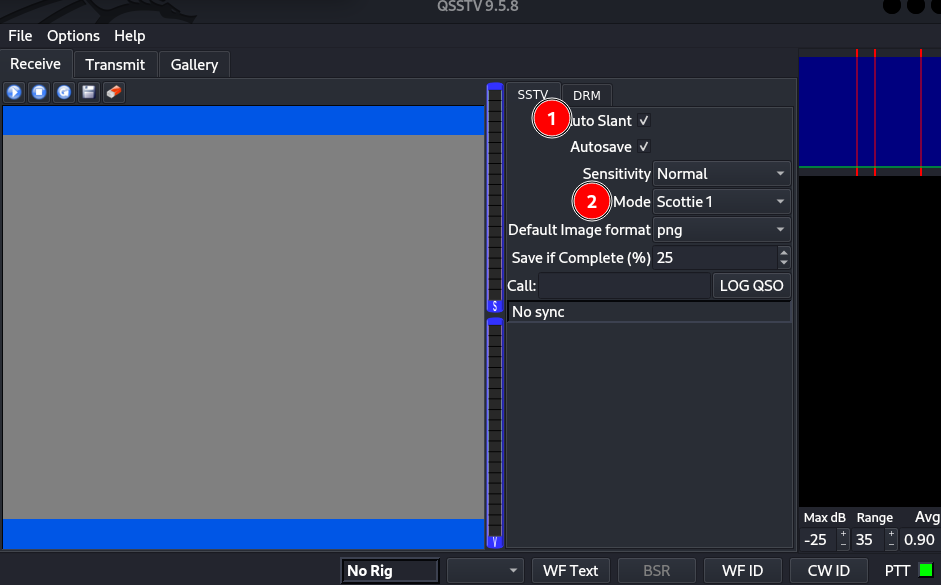 QSSTV 9.5.8
File Options Help
Receive Transmit Gallery
SSTV DRM
1
uto Slant ✓
Autosave ✓
Sensitivity Normal
2 Mode Scottie 1
Default Image format png
Save if Complete (%) 25
Call: LOG QSO
S
No sync
V
Max dB Range Avg
-25 + - 35 + - 0.90
No Rig WF Text BSR WF ID CW ID PTT